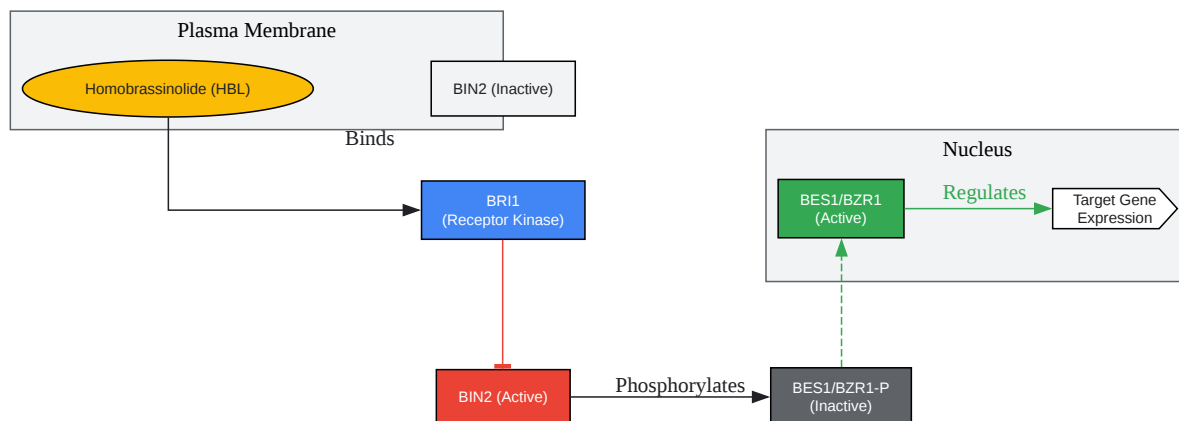 Plasma Membrane
Homobrassinolide (HBL)
BIN2 (Inactive)
Binds
BRI1
(Receptor Kinase)
Nucleus
BES1/BZR1
(Active)
Regulates
Target Gene
Expression
BIN2 (Active)
Phosphorylates
BES1/BZR1-P
(Inactive)